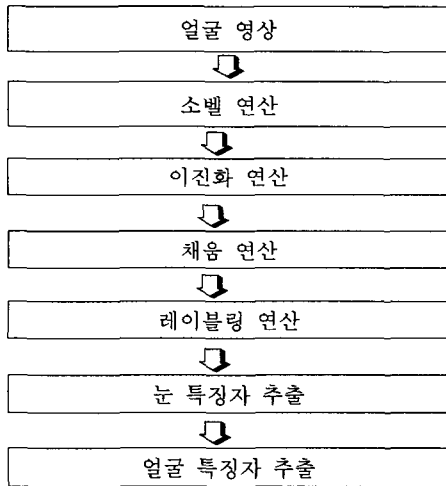 얼굴 영상
소벨 연산
이진화 연산
채움 연산
레이블링 연산
눈 특징자 추출
얼굴 특징자 추출